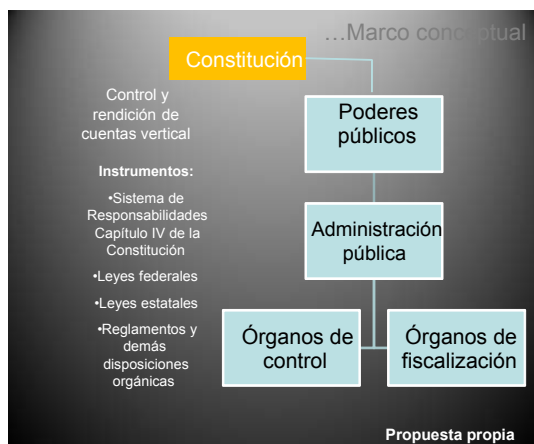 …Marco conceptual
Constitución
Control y
rendición de
cuentas vertical
Instrumentos:
•Sistema de
Responsabilidades
Capítulo IV de la
Constitución
•Leyes federales
•Leyes estatales
•Reglamentos y
demás
disposiciones
orgánicas
Poderes
públicos
Administración
pública
Órganos de
control
Órganos de
fiscalización
Propuesta propia